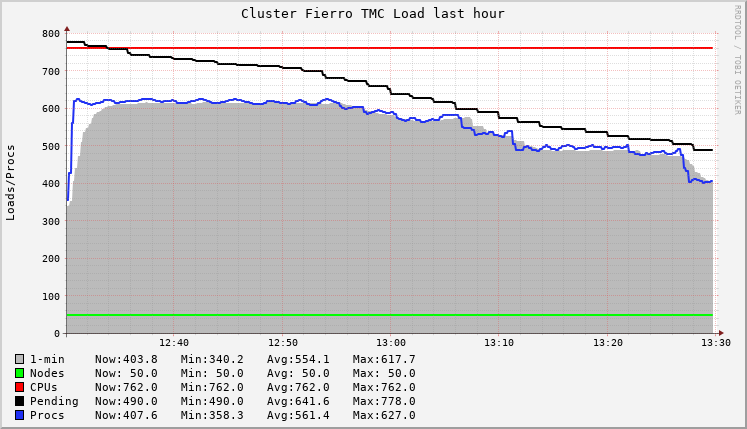 Cluster Fierro TMC Load last hour
RRDTOOL / TOBI OETIKER
Loads/Procs
800
700
600
500
400
300
200
100
0
12:40 12:50 13:00 13:10 13:20 13:30
1-min Now:403.8 Min:340.2 Avg:554.1 Max:617.7
Nodes Now: 50.0 Min: 50.0 Avg: 50.0 Max: 50.0
CPUs Now:762.0 Min:762.0 Avg:762.0 Max:762.0
Pending Now:490.0 Min:490.0 Avg:641.6 Max:778.0
Procs Now:407.6 Min:358.3 Avg:561.4 Max:627.0